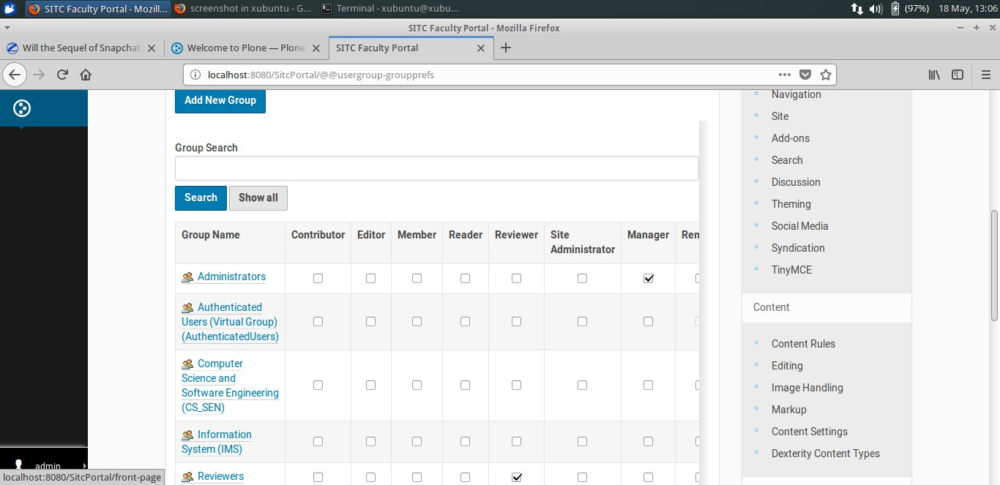 SITC Faculty Portal - Mozill...
screenshot in xubuntu - G...
Terminal - xubuntu@xubu...
(97%)
18 May, 13:06
SITC Faculty Portal - Mozilla Firefox
Will the Sequel of Snapchat
Welcome to Plone — Plone
SITC Faculty Portal
localhost:8080/SitcPortal/@@usergroup-groupprefs
Add New Group
Group Search
Search
Show all
Group Name
Contributor
Editor
Member
Reader
Reviewer
Site
Administrator
Manager
Ren
Administrators
Authenticated
Users (Virtual Group)
(AuthenticatedUsers)
Computer
Science and
Software Engineering
(CS_SEN)
Information
System (IMS)
Reviewers
Navigation
Site
Add-ons
Search
Discussion
Theming
Social Media
Syndication
TinyMCE
Content
Content Rules
Editing
Image Handling
Markup
Content Settings
Dexterity Content Types
admin
localhost:8080/SitcPortal/front-page